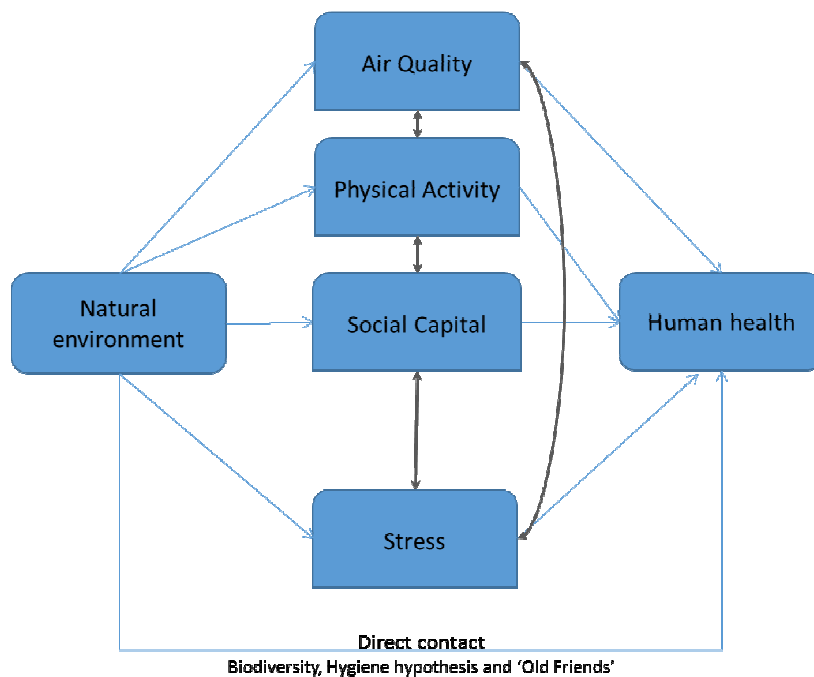 Air Quality
Physical Activity
Natural
environment
Social Capital
Human health
Stress
Direct contact
Biodiversity, Hygiene hypothesis and ‘Old Friends’